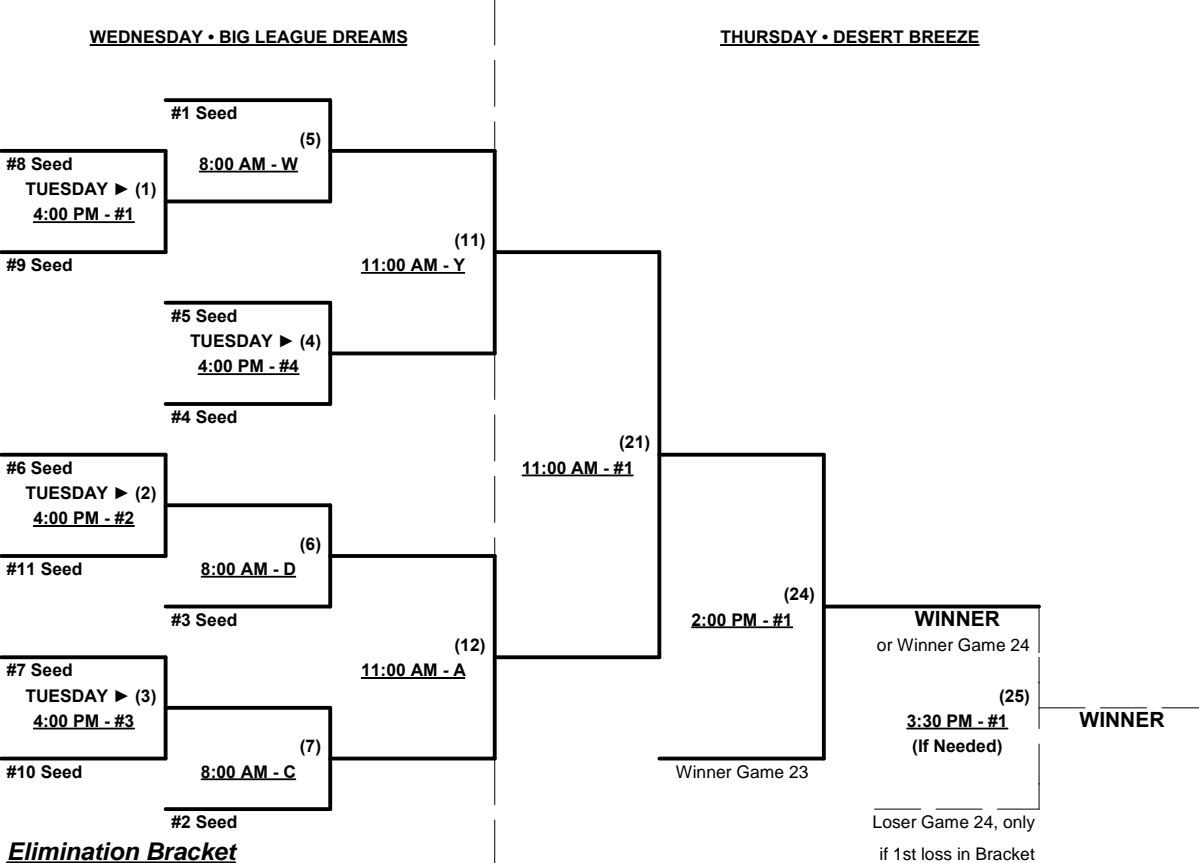 WEDNESDAY • BIG LEAGUE DREAMS
THURSDAY • DESERT BREEZE
#1 Seed
(5)
8:00 AM - W
#8 Seed
TUESDAY ► (1)
4:00 PM - #1
#9 Seed
(11)
11:00 AM - Y
#5 Seed
TUESDAY ► (4)
4:00 PM - #4
#4 Seed
(21)
11:00 AM - #1
#6 Seed
TUESDAY ► (2)
4:00 PM - #2
#11 Seed
(6)
8:00 AM - D
#3 Seed
(12)
11:00 AM - A
#7 Seed
TUESDAY ► (3)
4:00 PM - #3
#10 Seed
(7)
8:00 AM - C
#2 Seed
(24)
2:00 PM - #1
Winner Game 23
WINNER
or Winner Game 24
(25)
3:30 PM - #1
(If Needed)
WINNER
Loser Game 24, only
if 1st loss in Bracket
Elimination Bracket